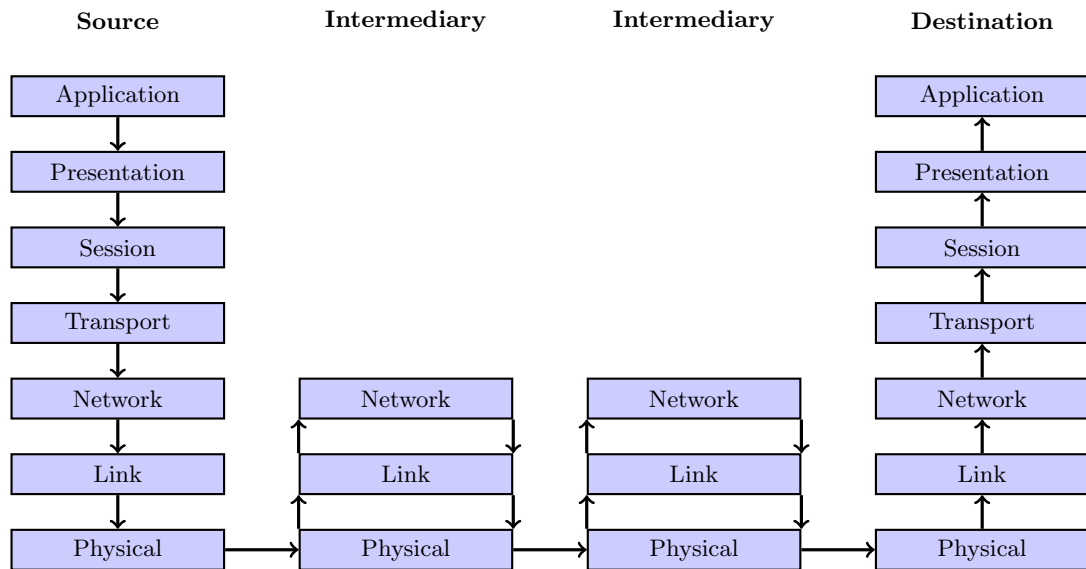 Source Intermediary Intermediary Destination
Application Application
Presentation Presentation
Session Session
Transport Transport
Network Network Network Network
Link Link Link Link
Physical Physical Physical Physical